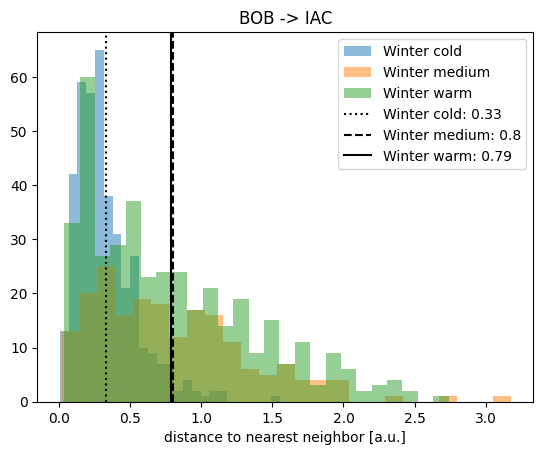 BOB -> IAC
Winter cold
Winter medium
Winter warm
Winter cold: 0.33
Winter medium: 0.8
Winter warm: 0.79
60
50
40
30
20
10
0
0.0 0.5 1.0 1.5 2.0 2.5 3.0
distance to nearest neighbor [a.u.]